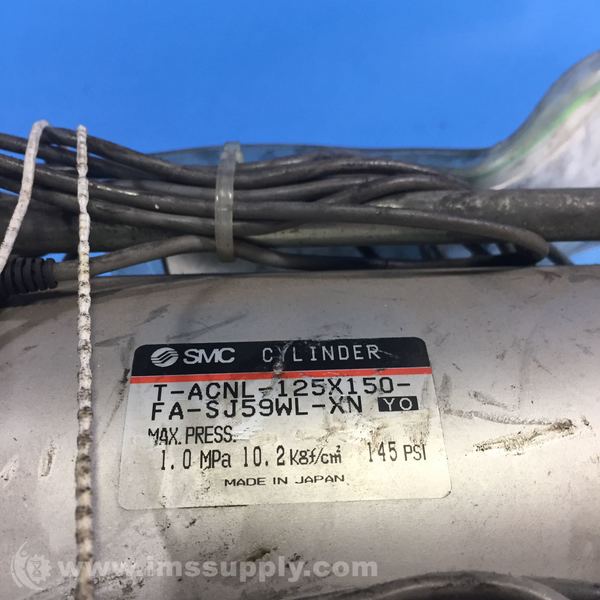 SMC CYLINDER
T-ACNL-125X150-
FA-SJ59WL-XN YO
MAX. PRESS.
1.0 MPa 10.2 Kgf/cm² 145 PSI
MADE IN JAPAN
www.imssupply.com